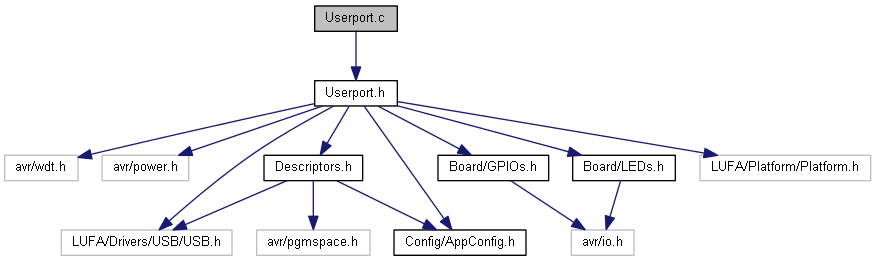 Userport.c
Userport.h
avr/wdt.h
avr/power.h
Descriptors.h
Board/GPIOs.h
Board/LEDs.h
LUFA/Platform/Platform.h
LUFA/Drivers/USB/USB.h
avr/pgmspace.h
Config/AppConfig.h
avr/io.h